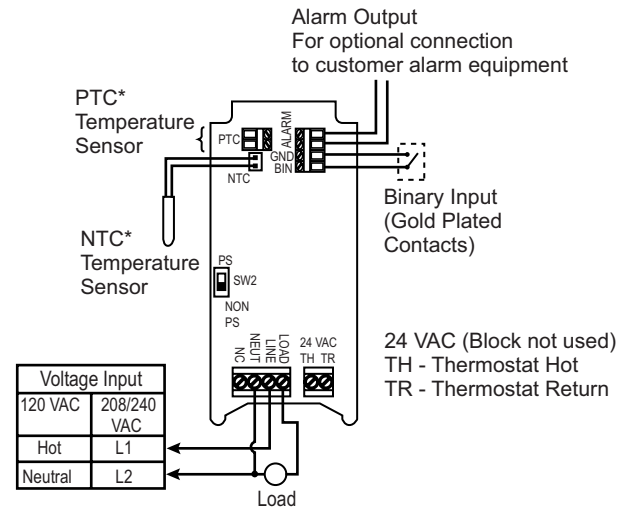 Alarm Output
For optional connection
to customer alarm equipment
PTC*
Temperature
Sensor
PTC
ALARM
GND
BIN
NTC
Binary Input
(Gold Plated
Contacts)
NTC*
Temperature
Sensor
PS
SW2
NON
PS
NC
NEUT
LINE
LOAD
24 VAC
TH TR
24 VAC (Block not used)
TH - Thermostat Hot
TR - Thermostat Return
Voltage Input
120 VAC 208/240
VAC
Hot L1
Neutral L2
Load